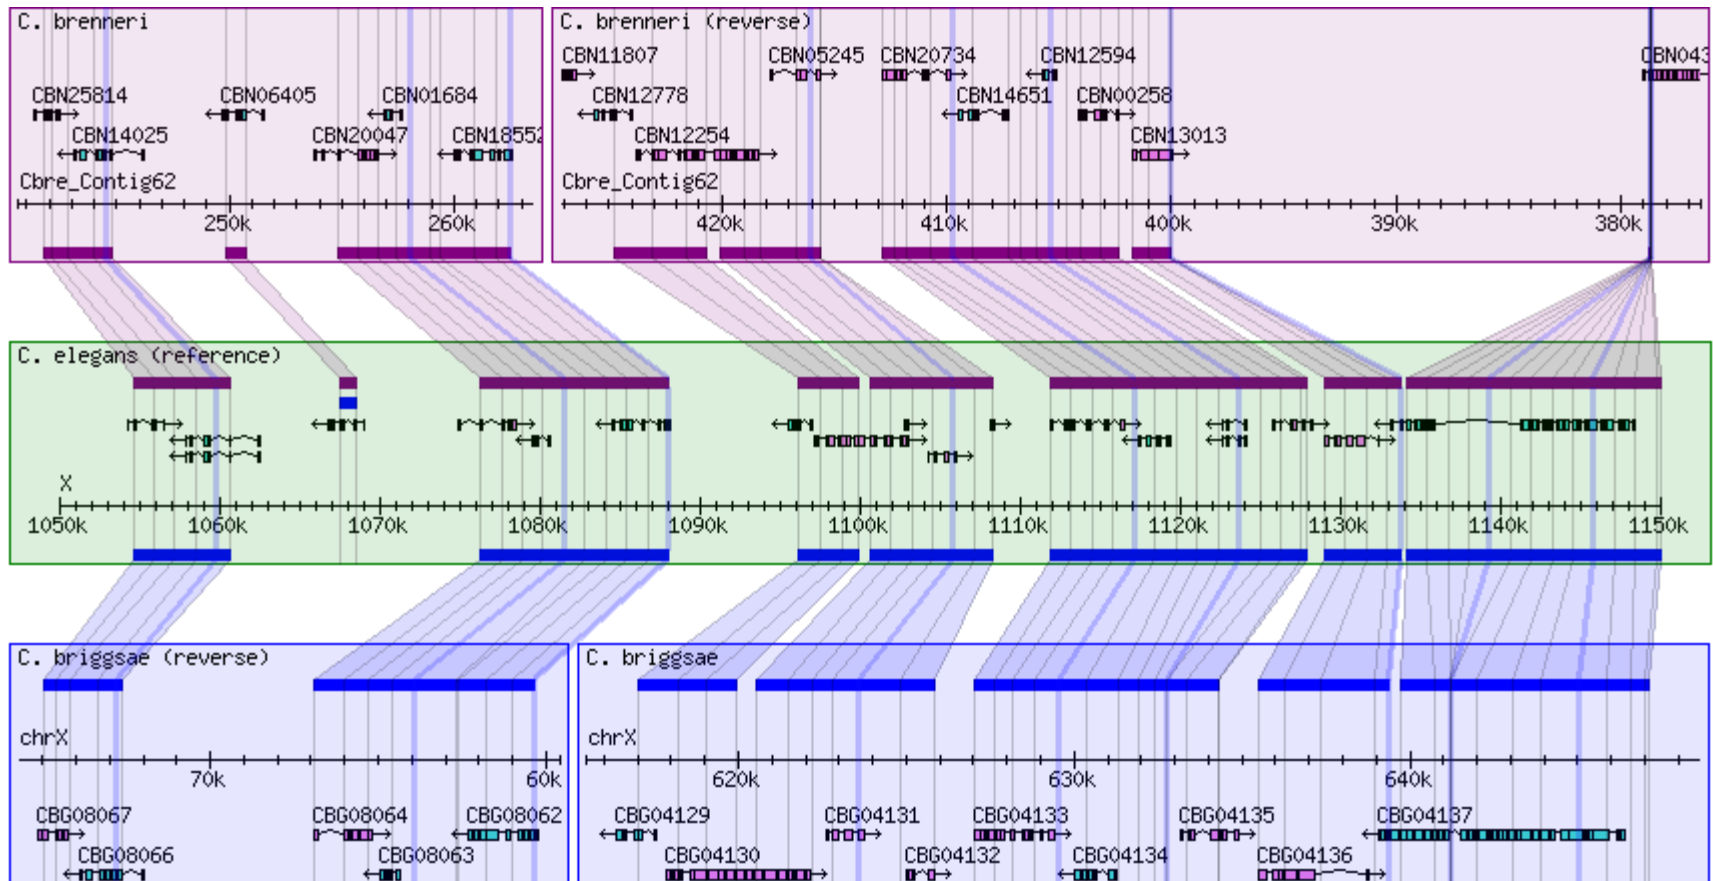 C. brenneri
CBN25814 CBN06405 CBN01684
CBN14025 CBN20047 CBN18552
Cbre_Contig62
250k 260k
C. brenneri (reverse)
CBN11807 CBN05245 CBN20734 CBN12594 CBN043
CBN12778 CBN14651 CBN00258
CBN12254 CBN13013
Cbre_Contig62
420k 410k 400k 390k 380k
C. elegans (reference)
X
1050k 1060k 1070k 1080k 1090k 1100k 1110k 1120k 1130k 1140k 1150k
C. briggsae (reverse)
chrX
70k 60k
CBG08067 CBG08064 CBG08062
CBG08066 CBG08063
C. briggsae
chrX
620k 630k 640k
CBG04129 CBG04131 CBG04133 CBG04135 CBG04137
CBG04130 CBG04132 CBG04134 CBG04136